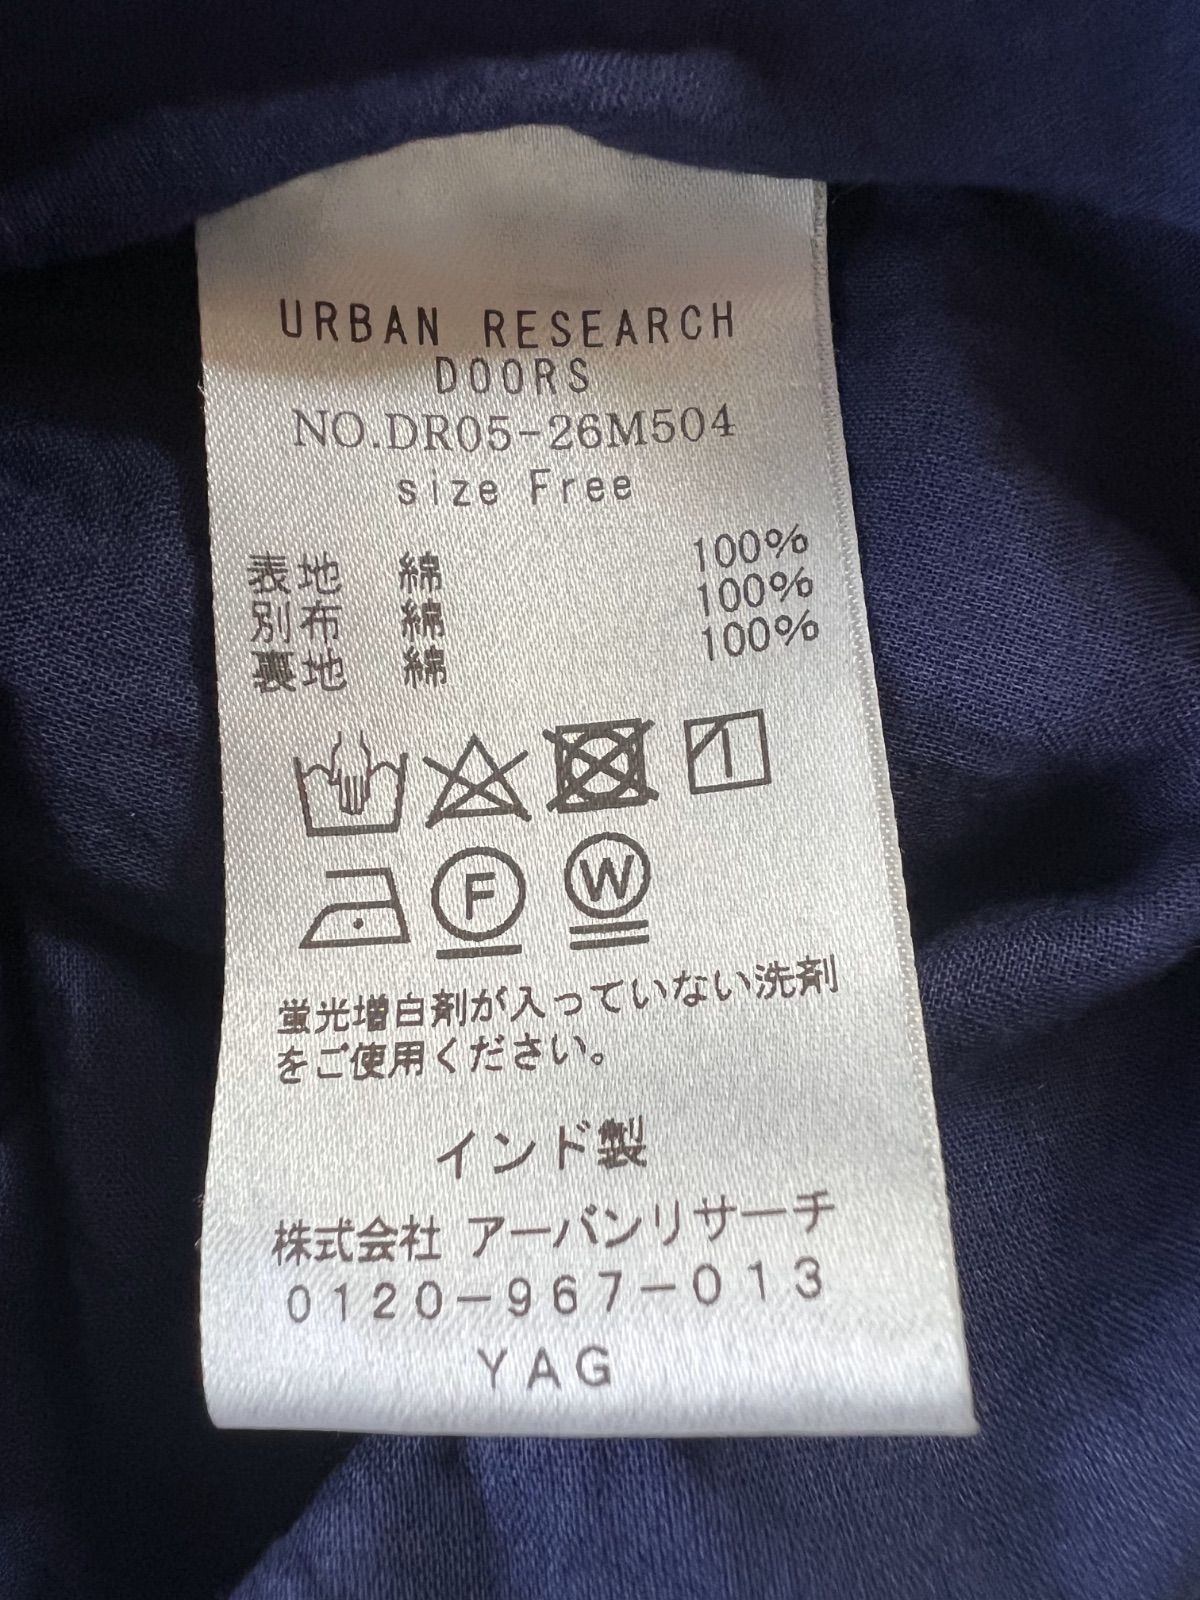 URBAN RESEARCH
DOORS
NO.DR05-26M504
size Free
表地 綿 100%
別布 綿 100%
裏地 綿 100%
F W
蛍光増白剤が入っていない洗剤
をご使用ください。
インド製
株式会社 アーバンリサーチ
0120-967-013
YAG